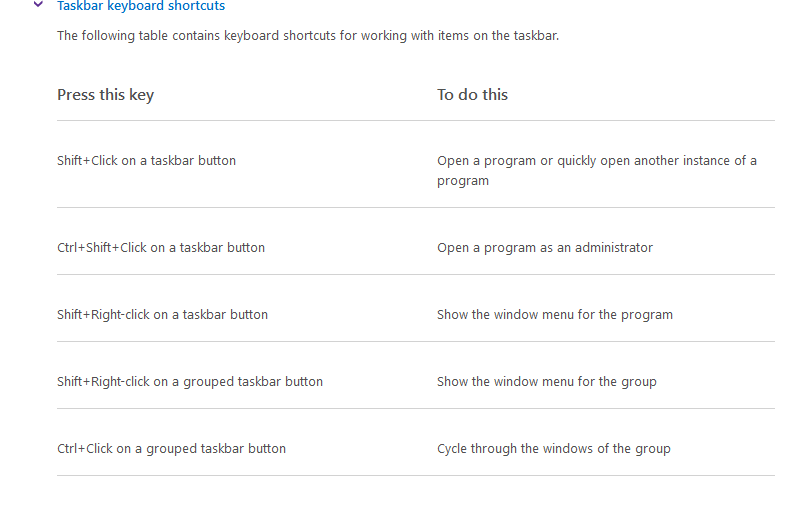 Taskbar keyboard shortcuts
The following table contains keyboard shortcuts for working with items on the taskbar.
Press this key
To do this
Shift+Click on a taskbar button
Open a program or quickly open another instance of a
program
Ctrl+Shift+Click on a taskbar button
Open a program as an administrator
Shift+Right-click on a taskbar button
Show the window menu for the program
Shift+Right-click on a grouped taskbar button
Show the window menu for the group
Ctrl+Click on a grouped taskbar button
Cycle through the windows of the group